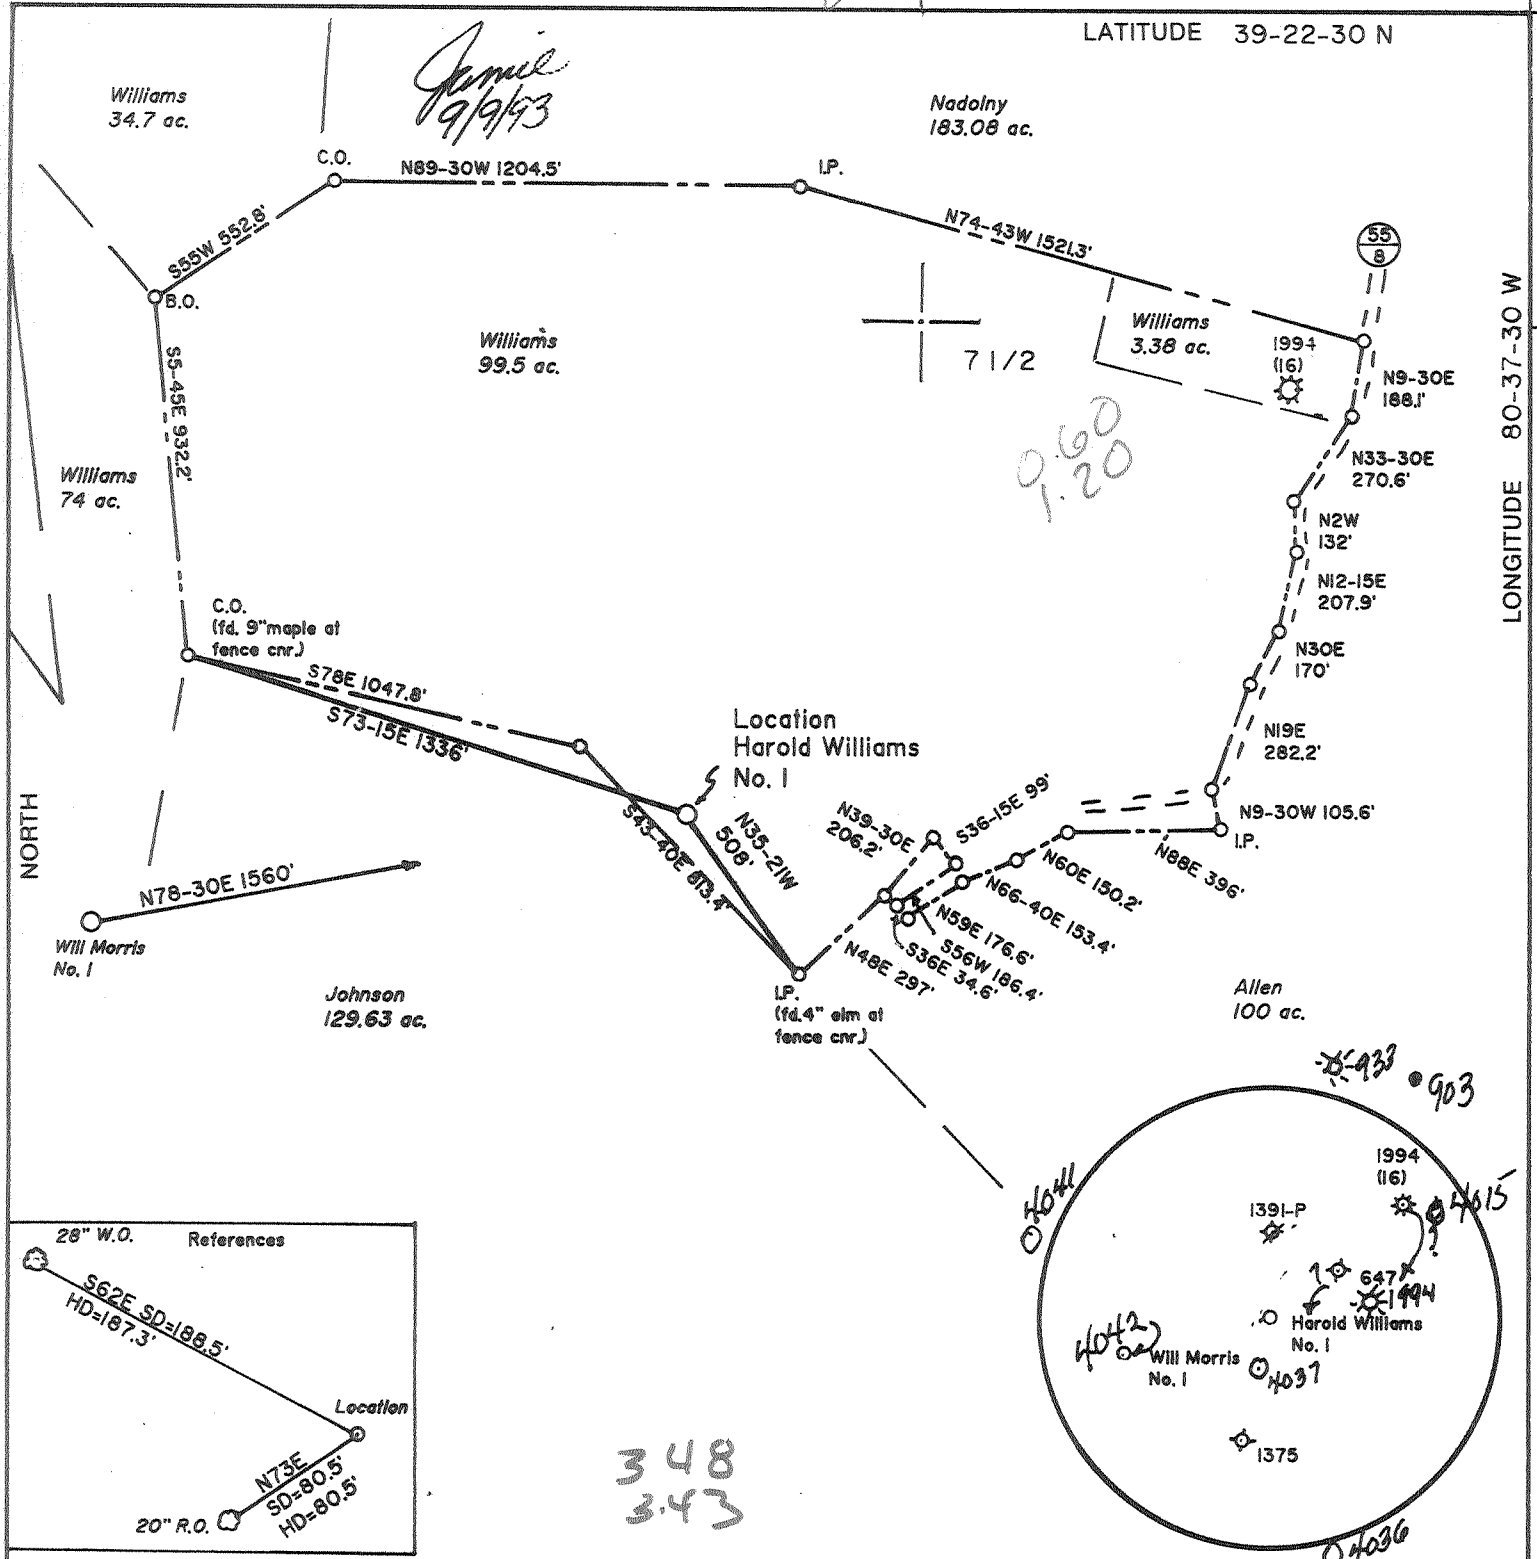 LATITUDE 39-22-30 N
Jamie
9/9/93
Williams
34.7 ac.
Nadolny
183.08 ac.
C.O.
N89-30W 1204.5'
I.P.
N74-43W 1521.3'
55
8
S55W 552.8'
B.O.
Williams
99.5 ac.
7 1/2
Williams
3.38 ac.
1994
(16)
LONGITUDE 80-37-30 W
N9-30E
188.1'
S5-45E 932.2'
0.60
1.20
N33-30E
270.6'
Williams
74 ac.
N2W
132'
N12-15E
207.9'
C.O.
(fd. 9"maple at
fence cnr.)
N30E
170'
S78E 1047.8'
S73-15E 1336'
Location
Harold Williams
No. 1
N19E
282.2'
NORTH
S43-40E 813.4'
N35-21W
508'
N39-30E
206.2'
S36-15E 99'
N9-30W 105.6'
I.P.
N88E 396'
N60E 150.2'
N66-40E 153.4'
N59E 176.6'
S56W 186.4'
S36E 34.6'
N48E 297'
N78-30E 1560'
Will Morris
No. 1
Johnson
129.63 ac.
I.P.
(fd.4" elm at
fence cnr.)
Allen
100 ac.
933
903
4041
1994
(16)
4015
?
1391-P
?
647
1994
Harold Williams
No. 1
4042
Will Morris
No. 1
4037
1375
4036
28" W.O.
References
S62E SD=188.5'
HD=187.3'
Location
N73E
SD=80.5'
HD=80.5'
20" R.O.
348
3.43